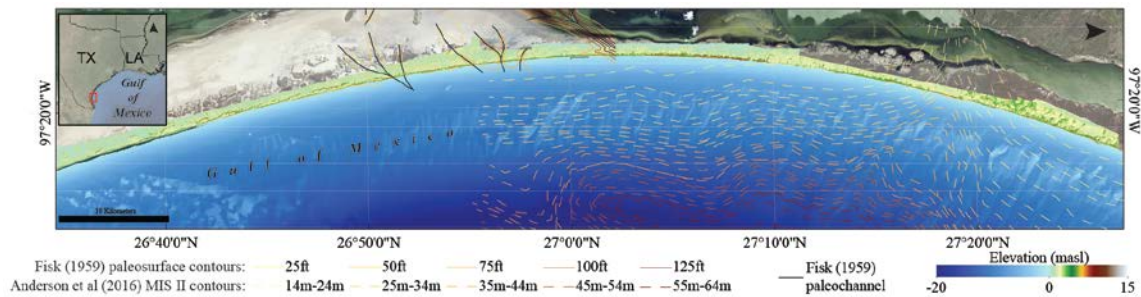 TX
LA
Gulf
of
Mexico
97°20'0"W
97°20'0"W
Gulf of Mexico
10 Kilometers
26°40'0"N 26°50'0"N 27°0'0"N 27°10'0"N 27°20'0"N
Fisk (1959) paleosurface contours: 25ft 50ft 75ft 100ft 125ft
Anderson et al (2016) MIS II contours: 14m-24m 25m-34m 35m-44m 45m-54m 55m-64m
Fisk (1959)
paleochannel
Elevation (masl)
-20 0 15